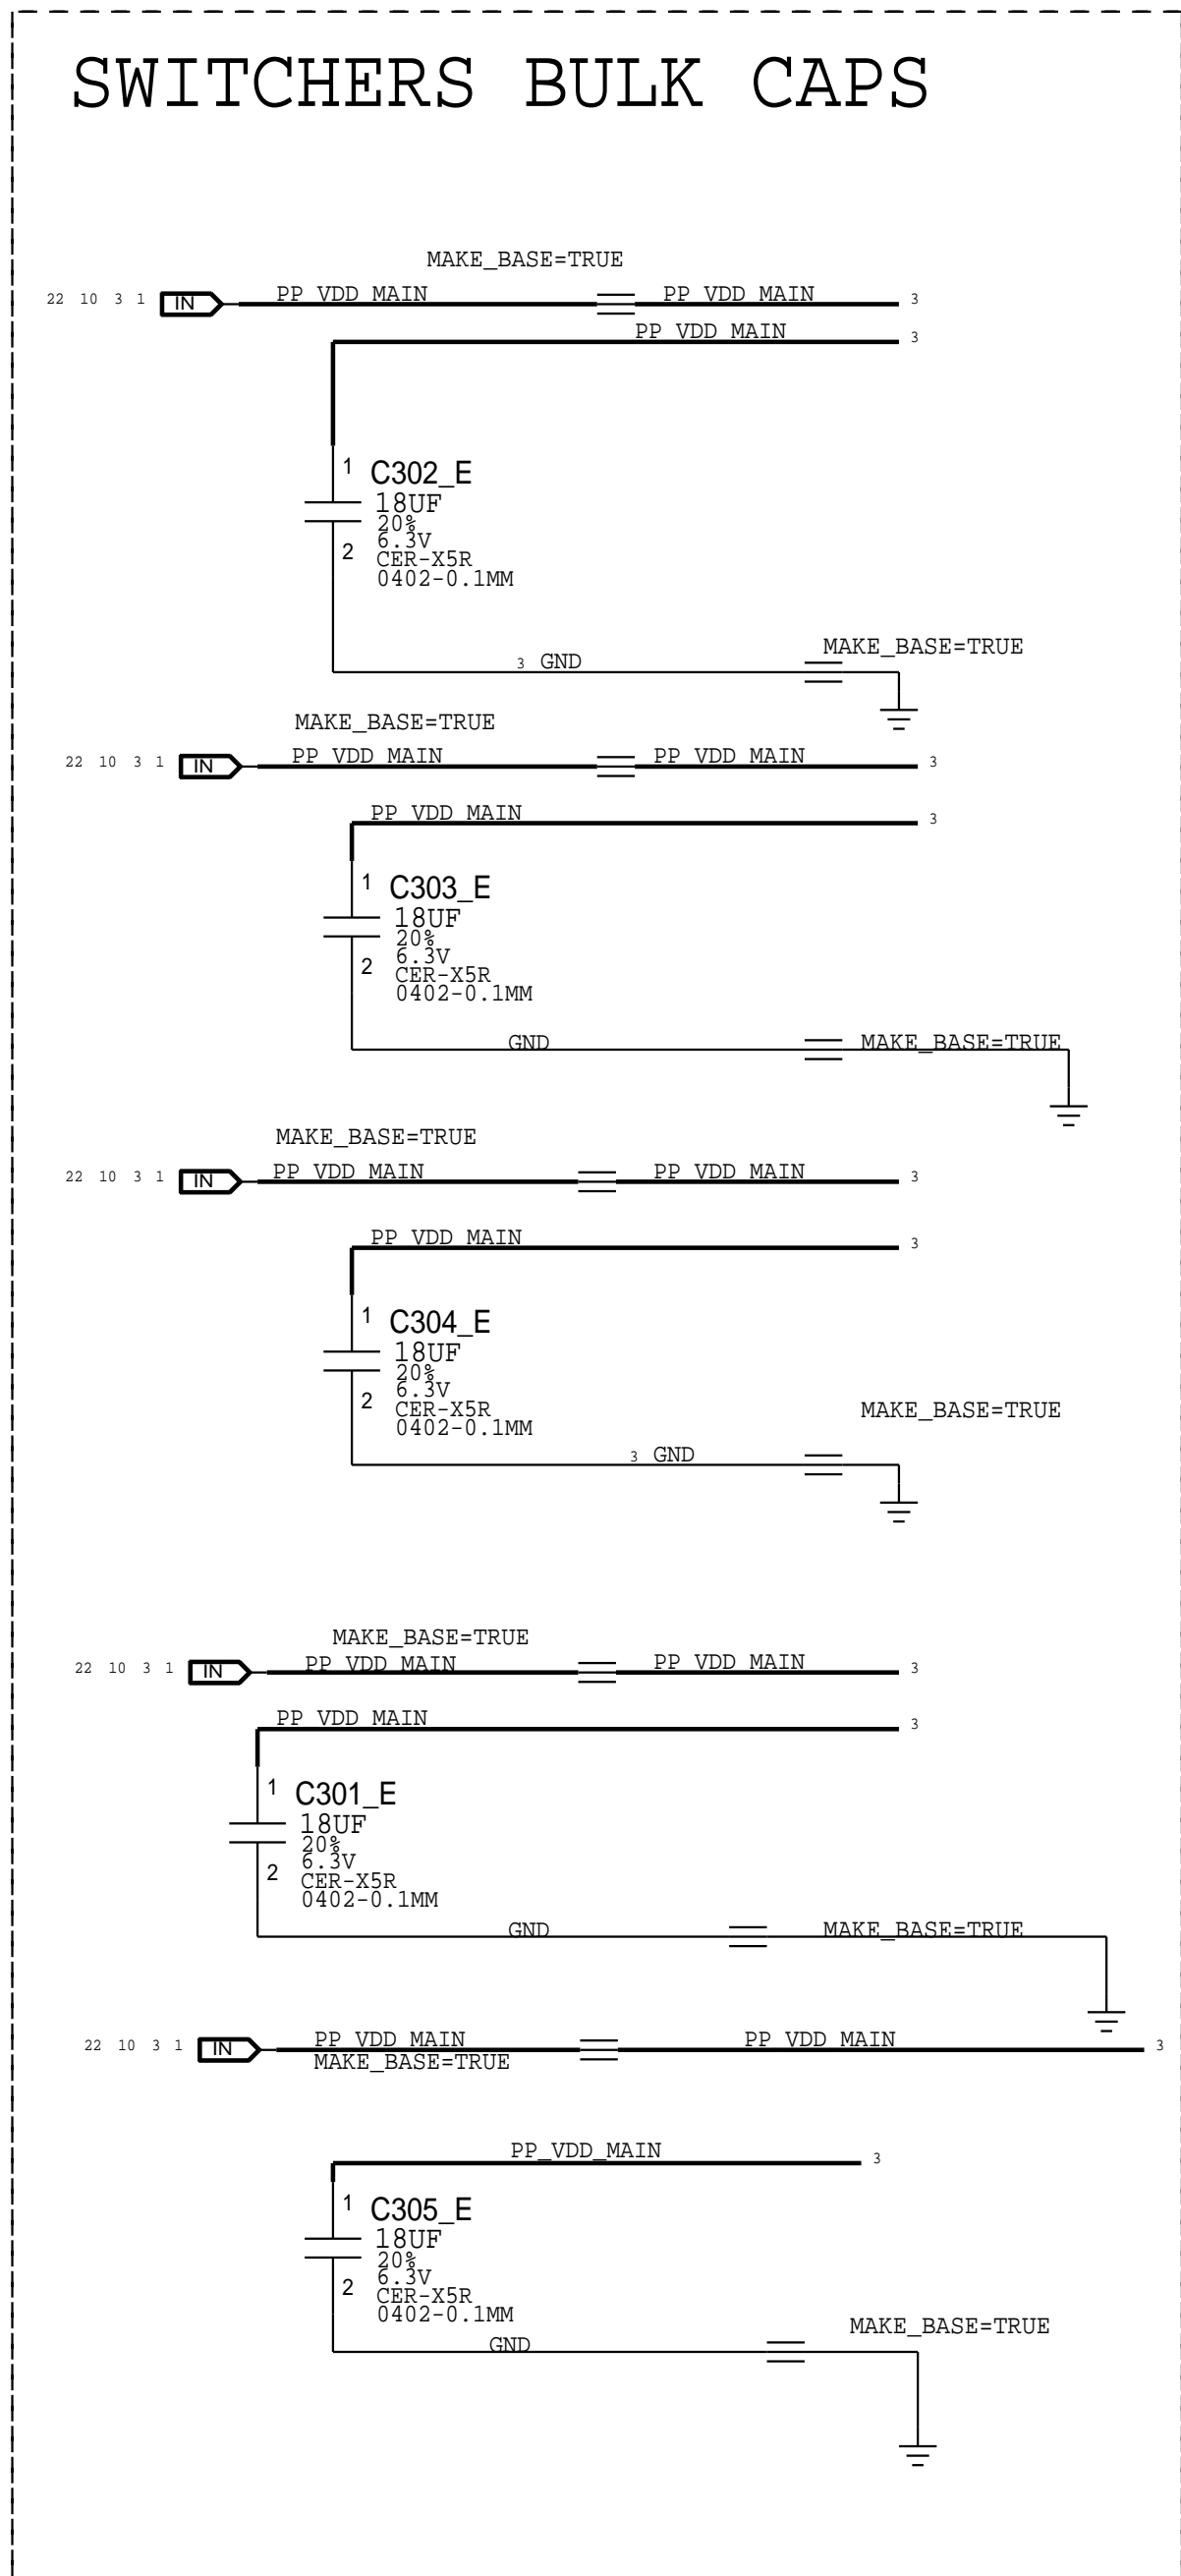 SWITCHERS BULK CAPS
MAKE_BASE=TRUE
22 10 3 1 IN PP_VDD_MAIN PP_VDD_MAIN 3
PP_VDD_MAIN 3
1 C302_E
18UF
20%
6.3V
2 CER-X5R
0402-0.1MM
MAKE_BASE=TRUE
3 GND
MAKE_BASE=TRUE
22 10 3 1 IN PP_VDD_MAIN PP_VDD_MAIN 3
PP_VDD_MAIN 3
1 C303_E
18UF
20%
6.3V
2 CER-X5R
0402-0.1MM
GND MAKE_BASE=TRUE
MAKE_BASE=TRUE
22 10 3 1 IN PP_VDD_MAIN PP_VDD_MAIN 3
PP_VDD_MAIN 3
1 C304_E
18UF
20%
6.3V
2 CER-X5R
0402-0.1MM
MAKE_BASE=TRUE
3 GND
MAKE_BASE=TRUE
22 10 3 1 IN PP_VDD_MAIN PP_VDD_MAIN 3
PP_VDD_MAIN 3
1 C301_E
18UF
20%
6.3V
2 CER-X5R
0402-0.1MM
GND MAKE_BASE=TRUE
22 10 3 1 IN PP_VDD_MAIN PP_VDD_MAIN 3
MAKE_BASE=TRUE
PP_VDD_MAIN 3
1 C305_E
18UF
20%
6.3V
2 CER-X5R
0402-0.1MM
MAKE_BASE=TRUE
GND